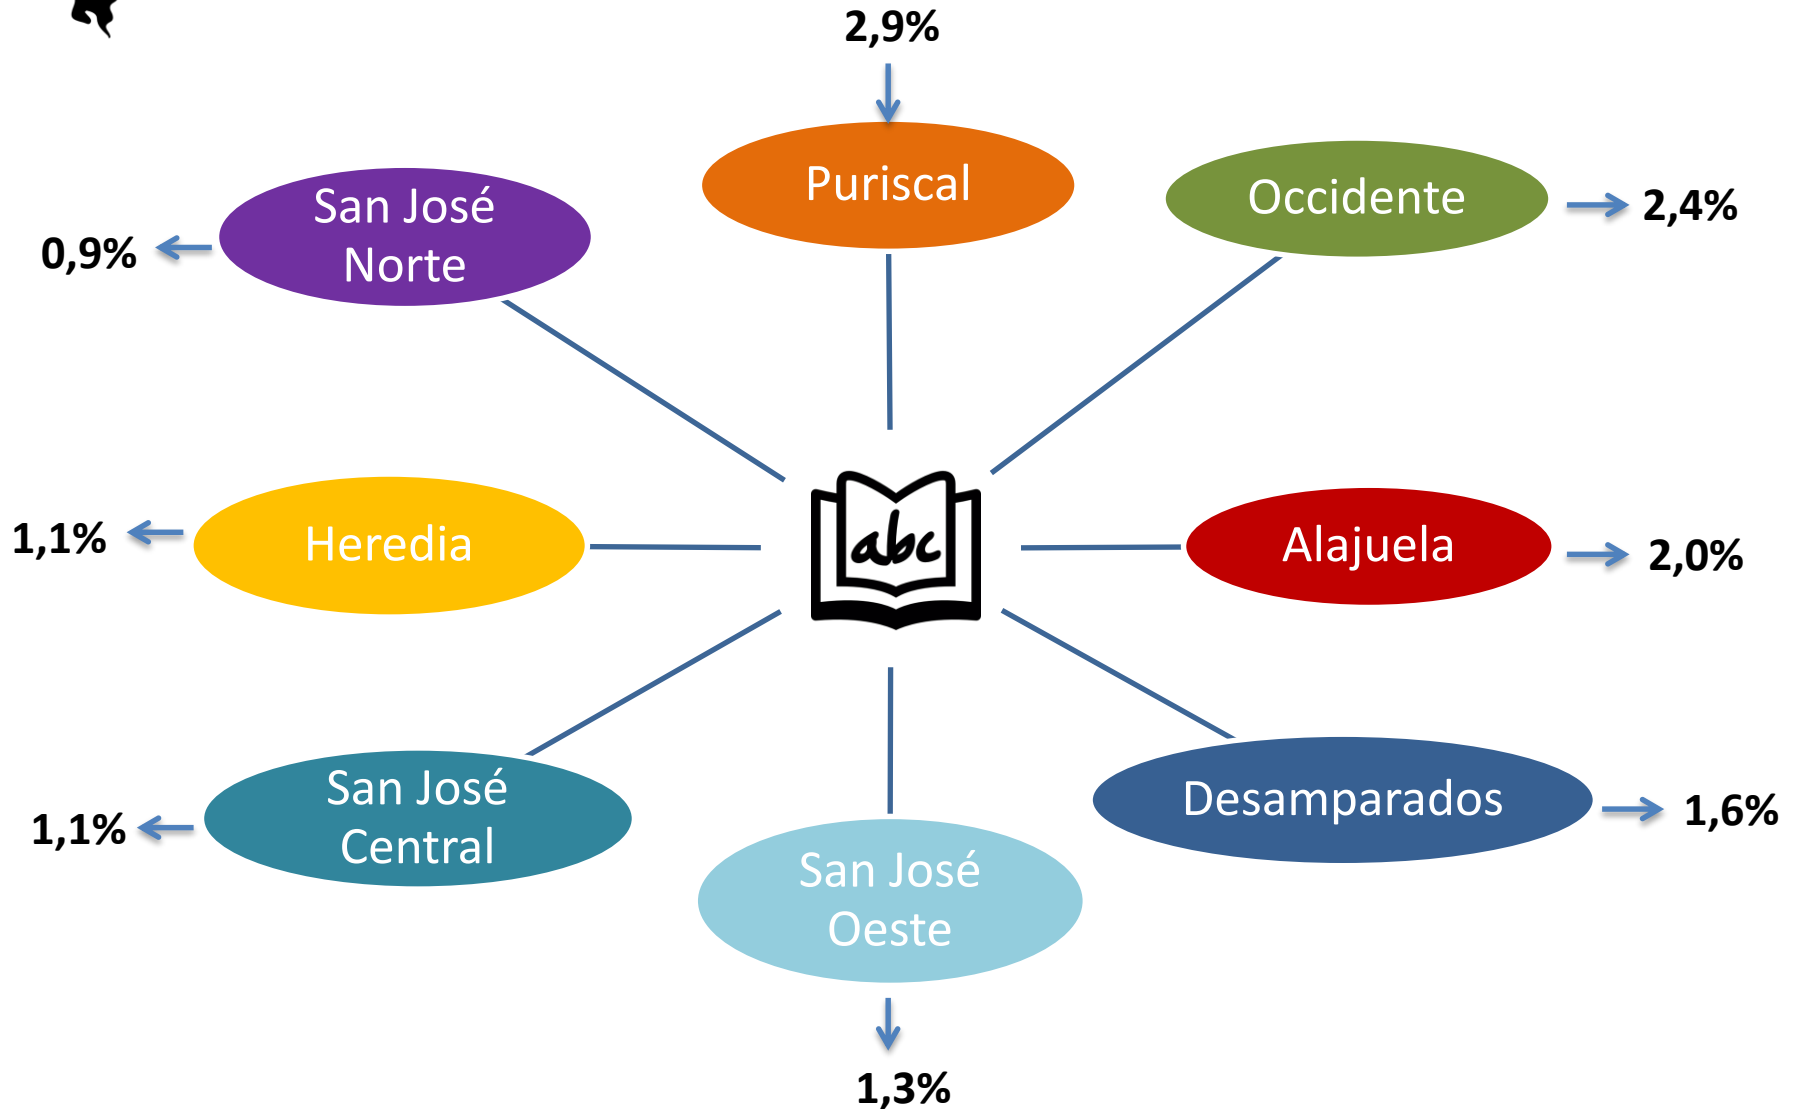 2,9%
Puriscal
Occidente
2,4%
San José
Norte
0,9%
abc
Heredia
1,1%
Alajuela
2,0%
San José
Central
1,1%
Desamparados
1,6%
San José
Oeste
1,3%